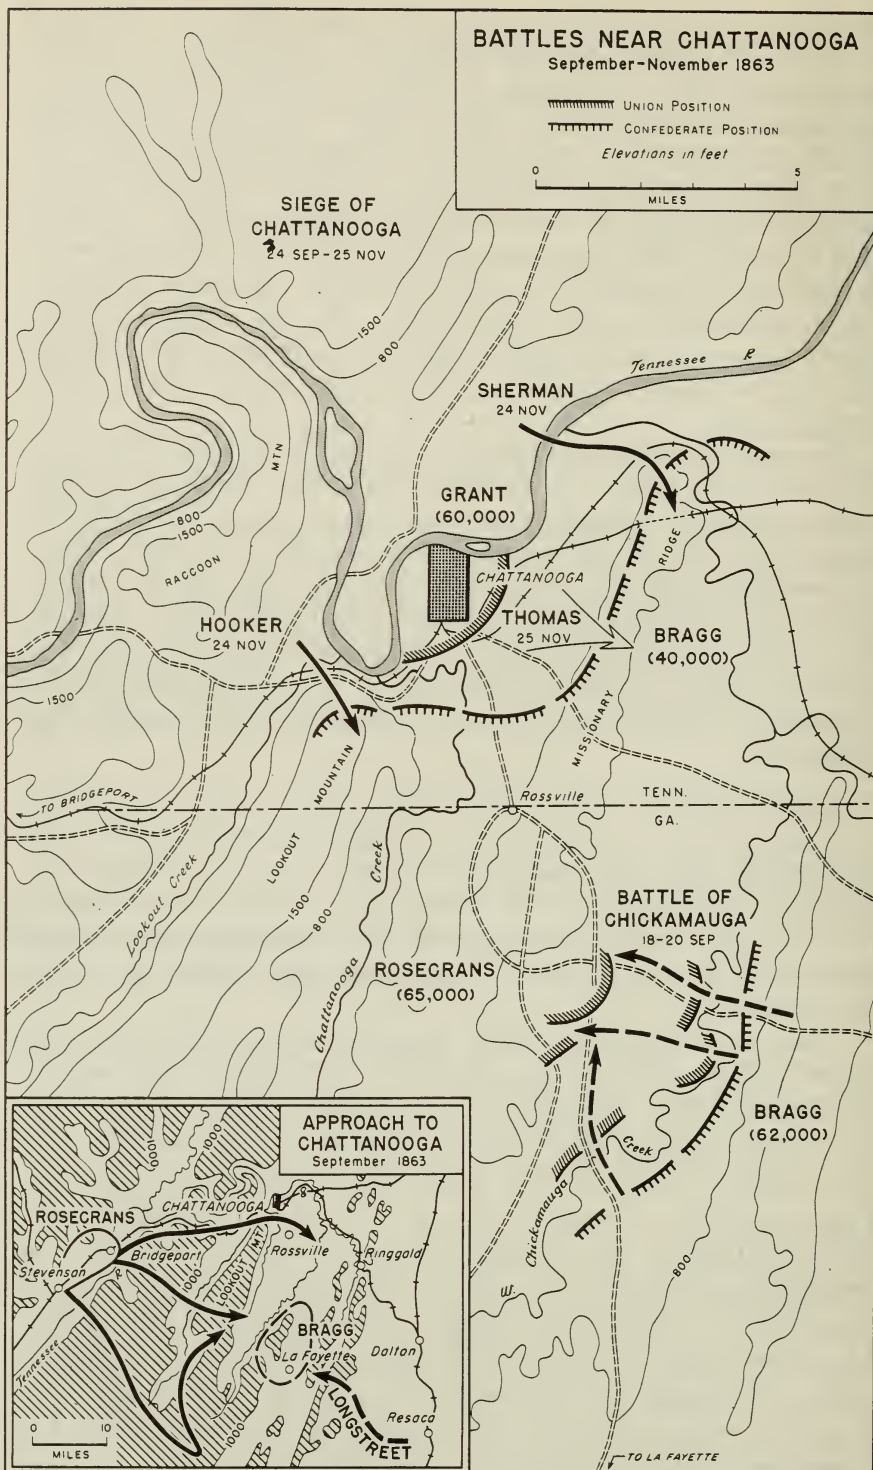 BATTLES NEAR CHATTANOOGA
September-November 1863
UNION POSITION
CONFEDERATE POSITION
Elevations in feet
0 5
MILES
SIEGE OF
CHATTANOOGA
24 SEP-25 NOV
1500
800
Tennessee R
SHERMAN
24 NOV
MTN
GRANT
(60,000)
800
1500
RACCOON
RIDGE
CHATTANOOGA
HOOKER
24 NOV
THOMAS
25 NOV
BRAGG
(40,000)
1500
MISSIONARY
MOUNTAIN
TO BRIDGEPORT
Rossville
TENN.
GA.
LOOKOUT
Creek
Lookout Creek
1500
800
BATTLE OF
CHICKAMAUGA
18-20 SEP
ROSECRANS
(65,000)
Chattanooga
BRAGG
(62,000)
Creek
Chickamauga
W.
800
TO LA FAYETTE
APPROACH TO
CHATTANOOGA
September 1863
1000
1000
CHATTANOOGA
ROSECRANS
Bridgeport
Rossville
Ringgold
Stevenson
R
1000
LOOKOUT MT.
BRAGG
La Fayette
Dalton
Tennessee
LONGSTREET
Resaca
1000
0 10
MILES